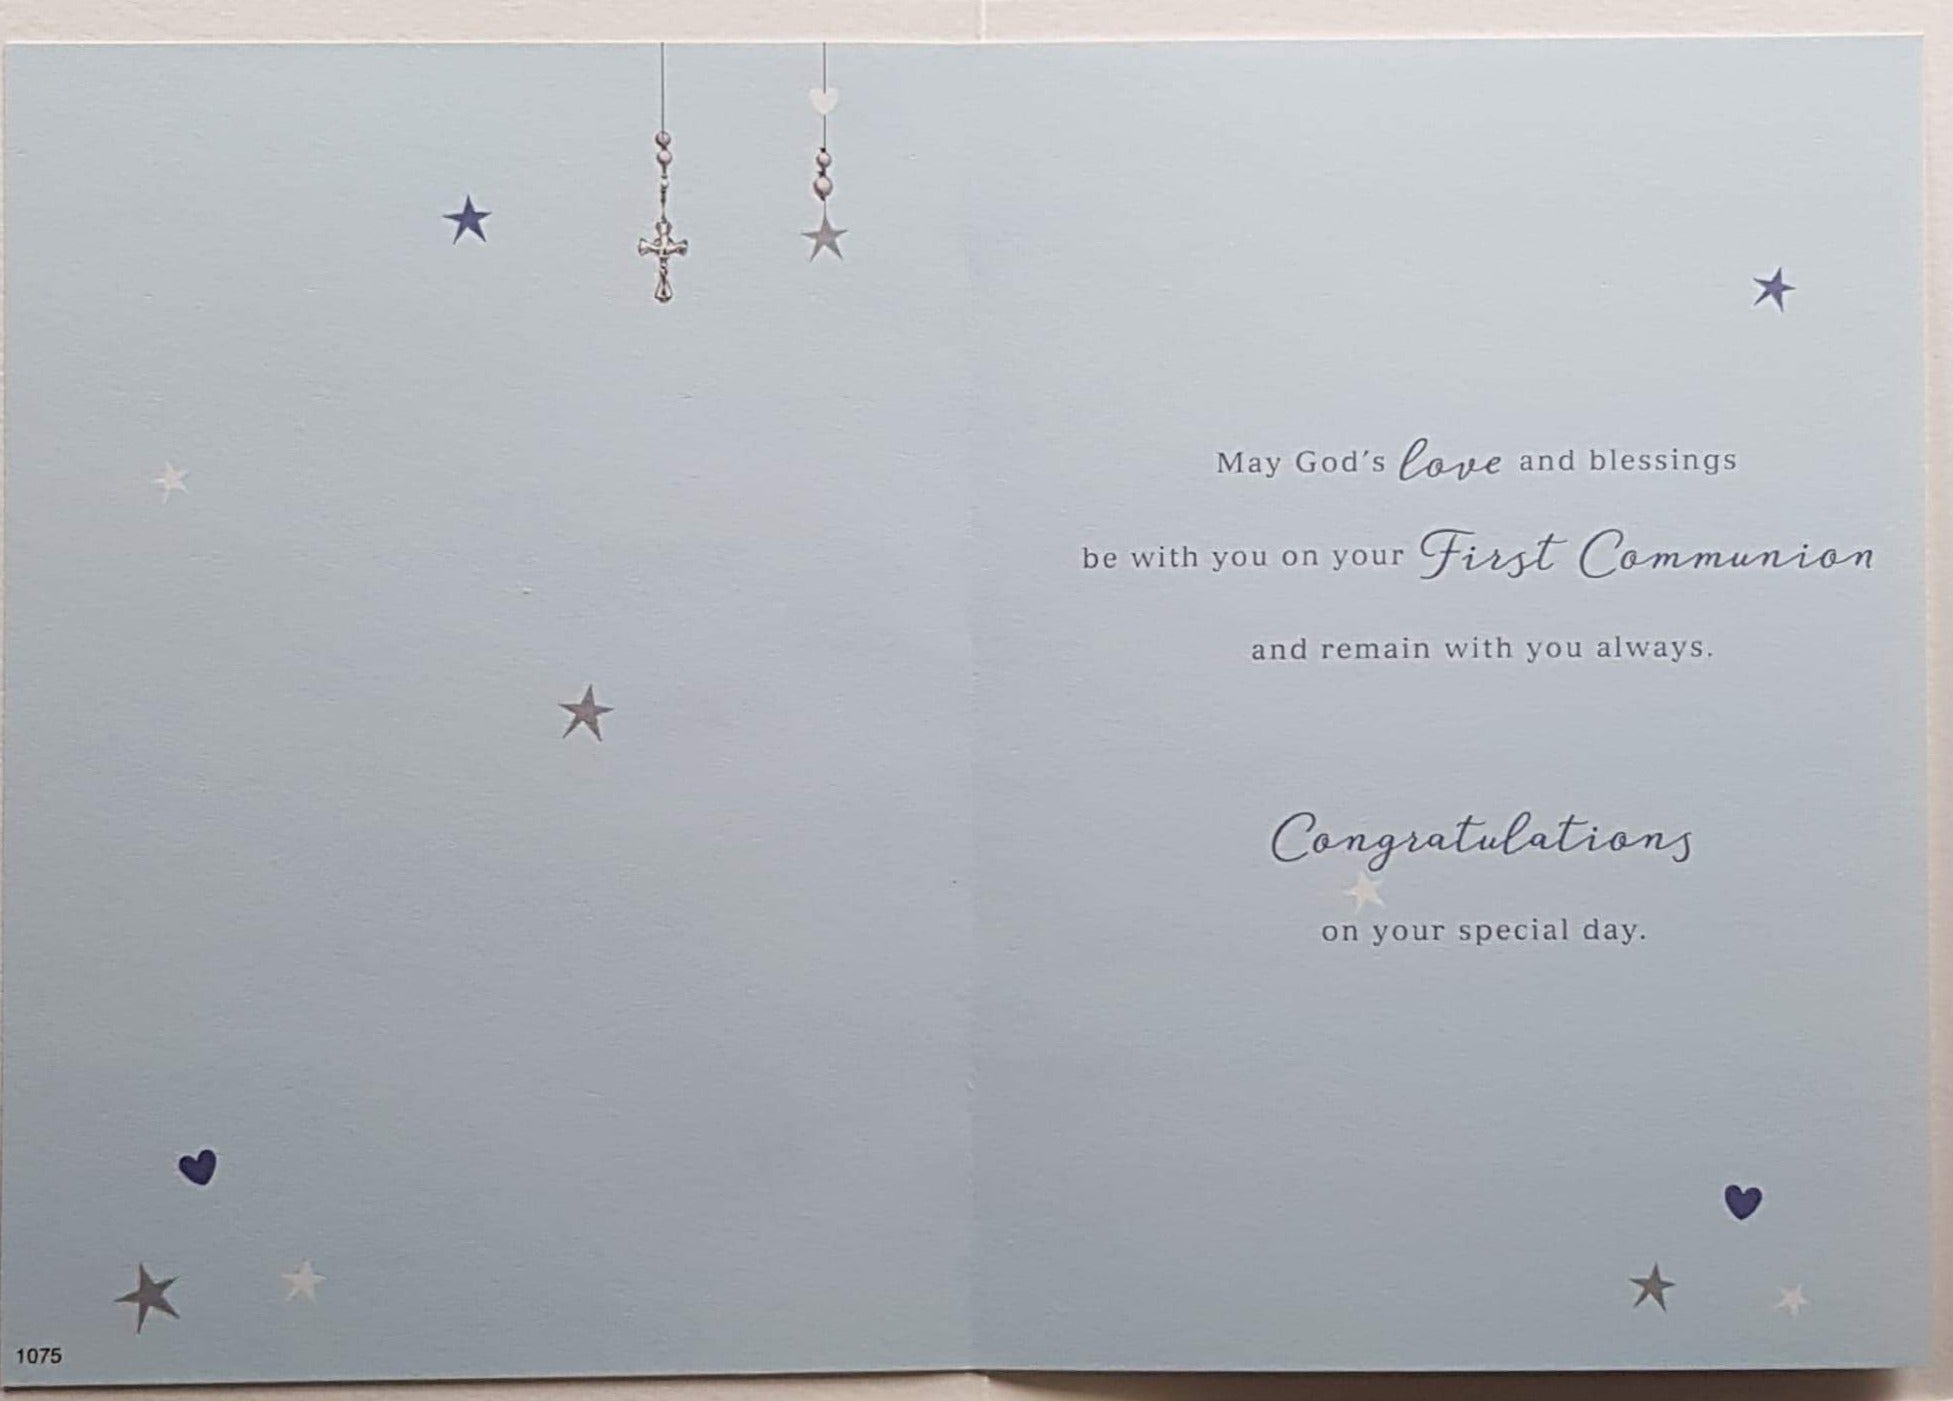 May God's love and blessings
be with you on your First Communion
and remain with you always.
Congratulations
on your special day.
1075